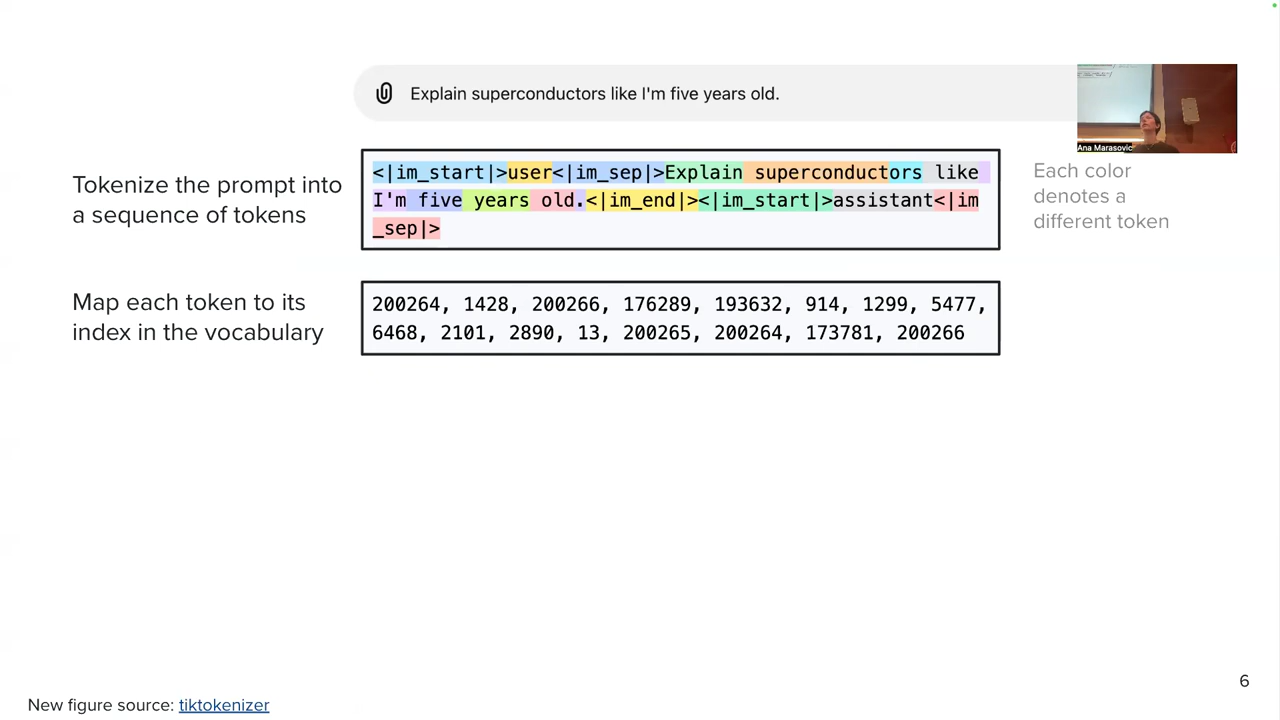 Explain superconductors like I'm five years old.
Ana Marasovic
Tokenize the prompt into
a sequence of tokens
<|im_start|>user<|im_sep|>Explain superconductors like
I'm five years old.<|im_end|><|im_start|>assistant<|im
_sep|>
Each color
denotes a
different token
Map each token to its
index in the vocabulary
200264, 1428, 200266, 176289, 193632, 914, 1299, 5477,
6468, 2101, 2890, 13, 200265, 200264, 173781, 200266
6
New figure source: tiktokenizer